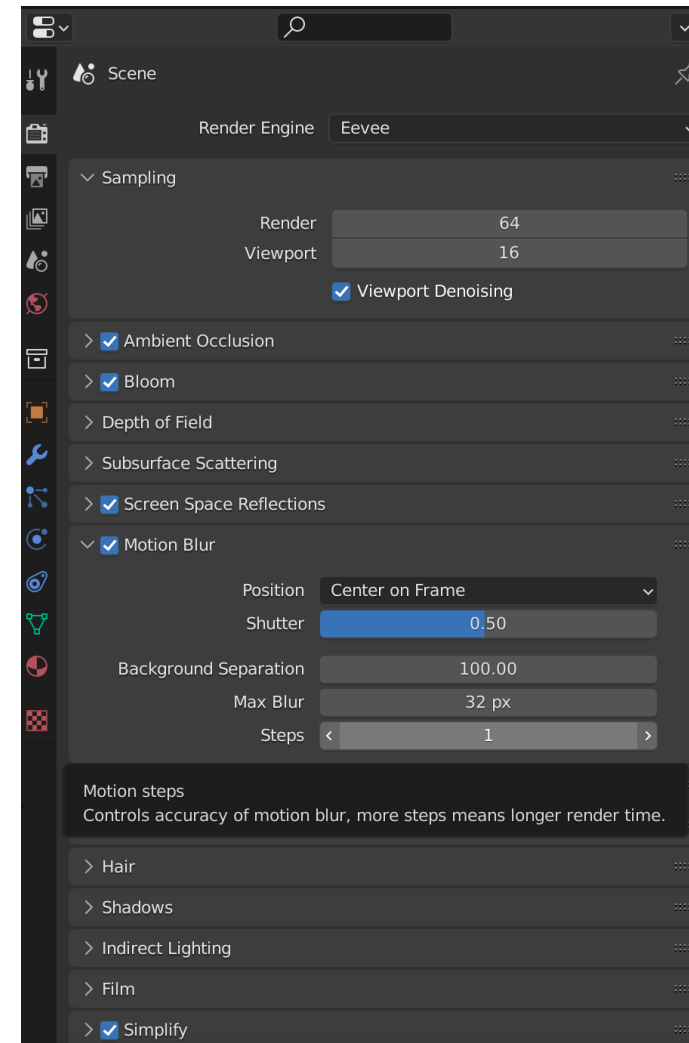 Scene
Render Engine Eevee
Sampling
Render 64
Viewport 16
Viewport Denoising
Ambient Occlusion
Bloom
Depth of Field
Subsurface Scattering
Screen Space Reflections
Motion Blur
Position Center on Frame
Shutter 0.50
Background Separation 100.00
Max Blur 32 px
Steps 1
Motion steps
Controls accuracy of motion blur, more steps means longer render time.
Hair
Shadows
Indirect Lighting
Film
Simplify